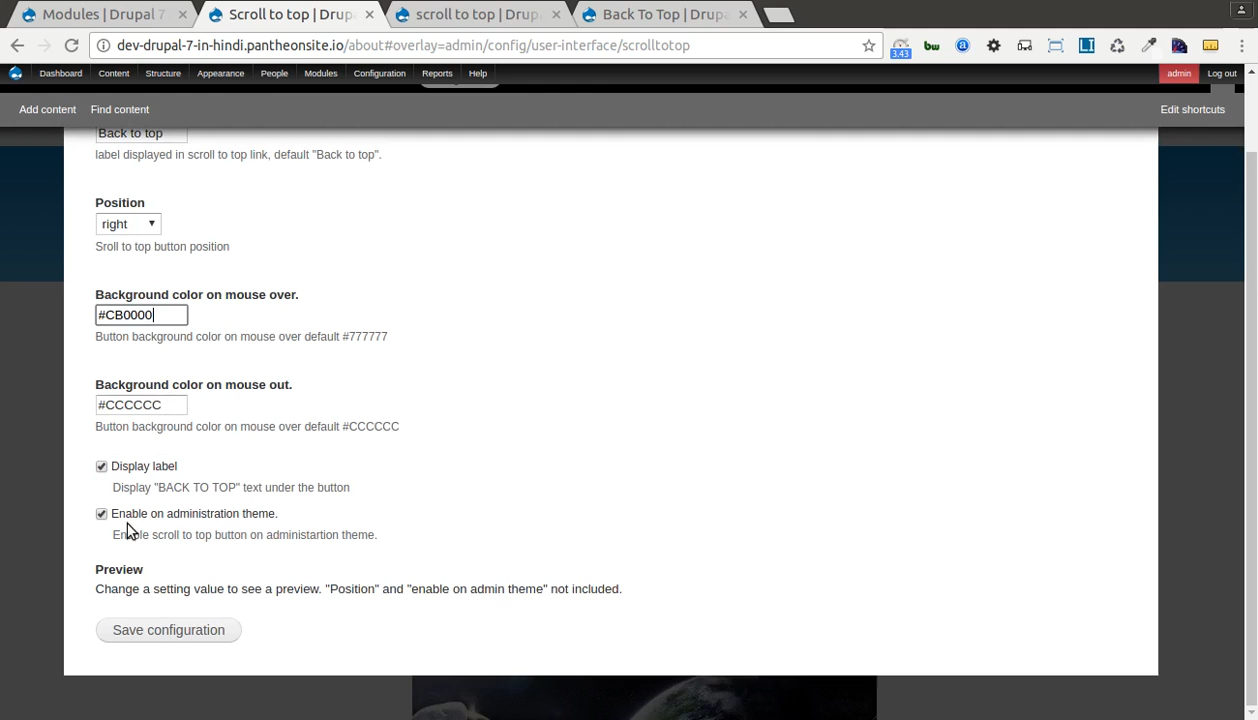 Modules | Drupal 7
Scroll to top | Drup
scroll to top | Drup
Back To Top | Drupa
dev-drupal-7-in-hindi.pantheonsite.io/about#overlay=admin/config/user-interface/scrolltotop
bw
a
LI
3.43
Dashboard
Content
Structure
Appearance
People
Modules
Configuration
Reports
Help
admin
Log out
Add content
Find content
Edit shortcuts
Back to top
label displayed in scroll to top link, default "Back to top".
Position
right
Sroll to top button position
Background color on mouse over.
#CB0000
Button background color on mouse over default #777777
Background color on mouse out.
#CCCCCC
Button background color on mouse over default #CCCCCC
Display label
Display "BACK TO TOP" text under the button
Enable on administration theme.
Enable scroll to top button on administartion theme.
Preview
Change a setting value to see a preview. "Position" and "enable on admin theme" not included.
Save configuration